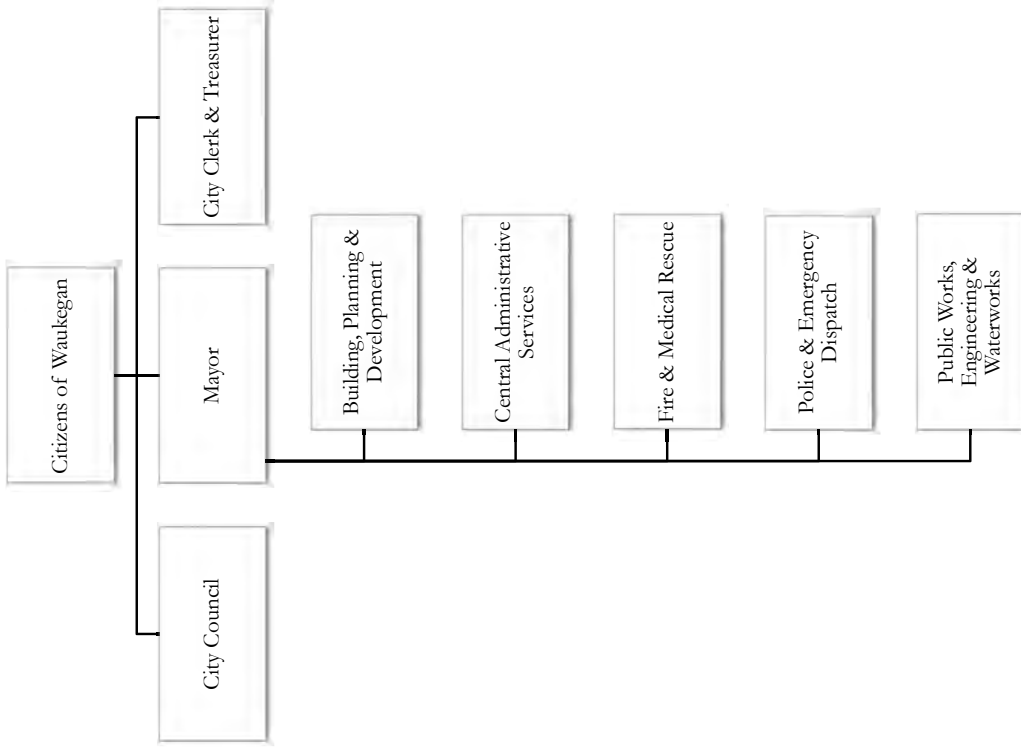 Citizens of Waukegan
City Council
Mayor
City Clerk & Treasurer
Building, Planning &
Development
Central Administrative
Services
Fire & Medical Rescue
Police & Emergency
Dispatch
Public Works,
Engineering &
Waterworks